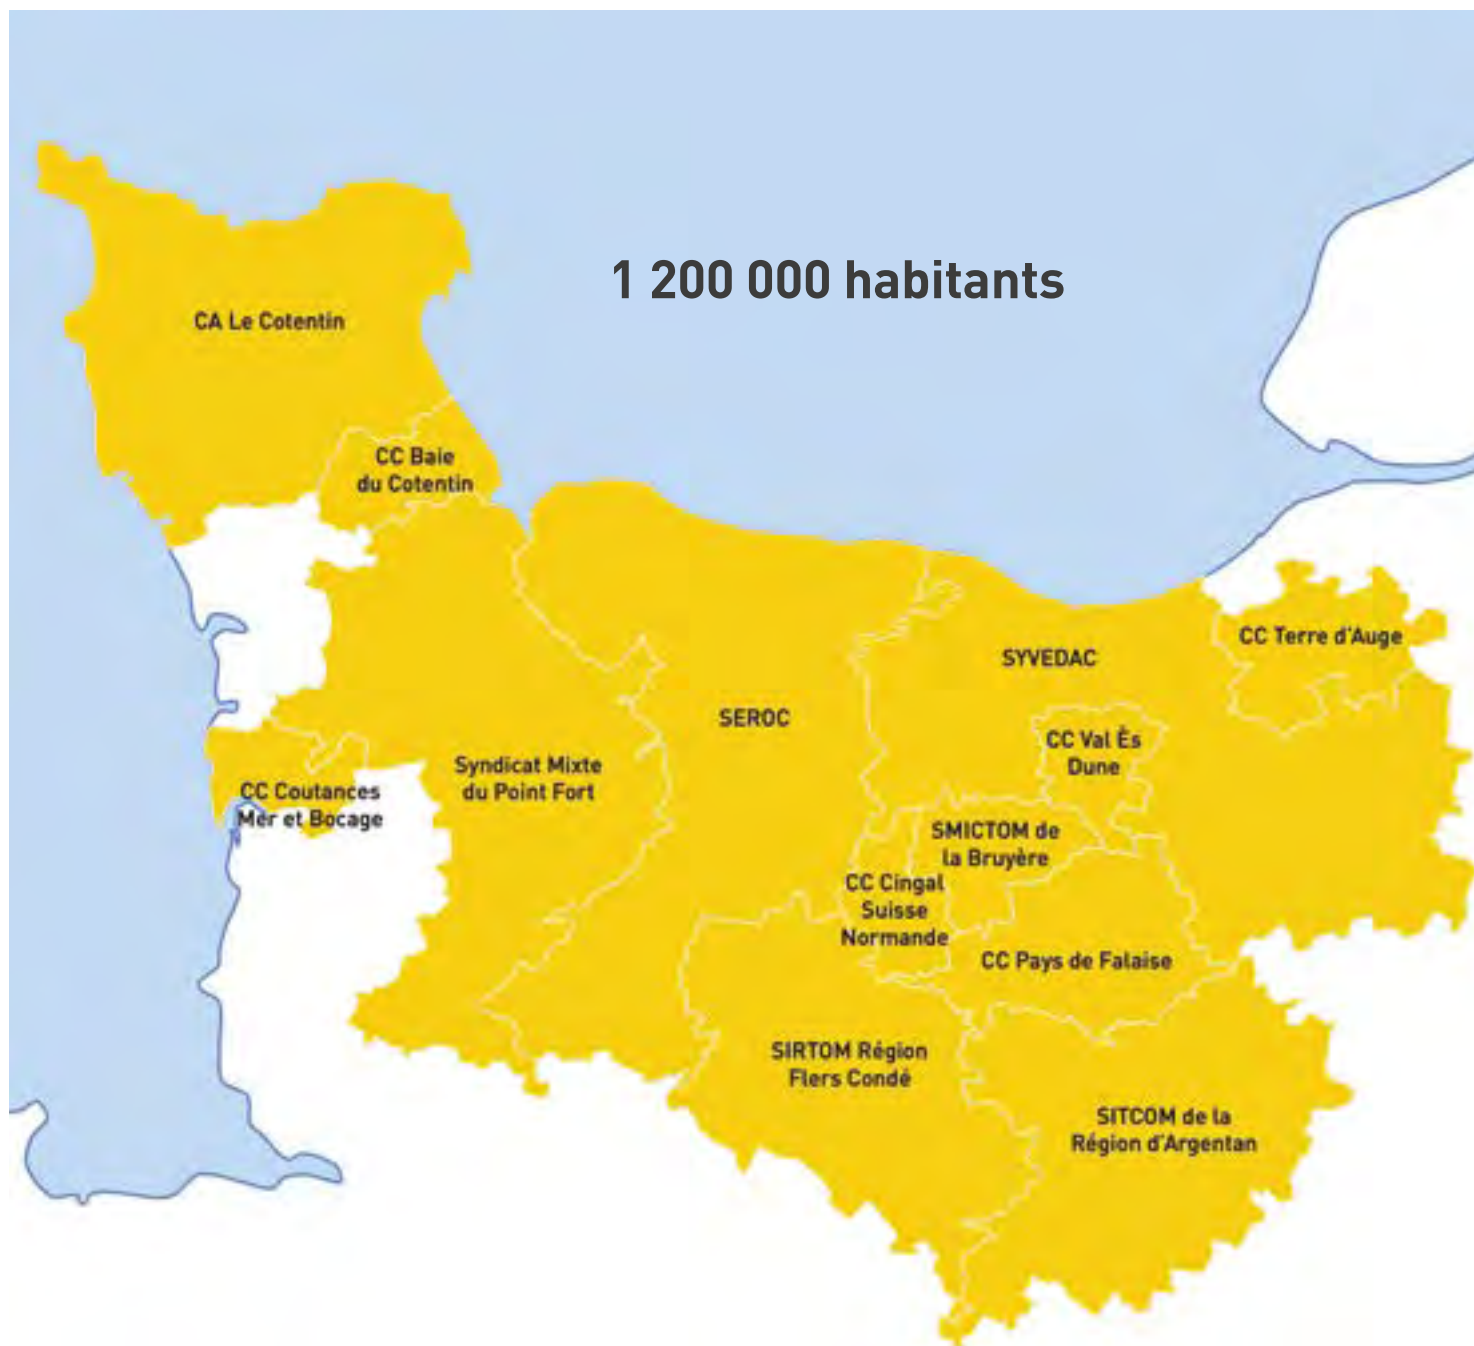 1 200 000 habitants
CA Le Cotentin
CC Baie
du Cotentin
CC Terre d'Auge
SYVEDAC
SEROC
CC Val Ès
Dune
Syndicat Mixte
du Point Fort
CC Coutances
Mer et Bocage
SMICTOM de
la Bruyère
CC Cingal
Suisse
Normande
CC Pays de Falaise
SIRTOM Région
Flers Condé
SITCOM de la
Région d'Argentan